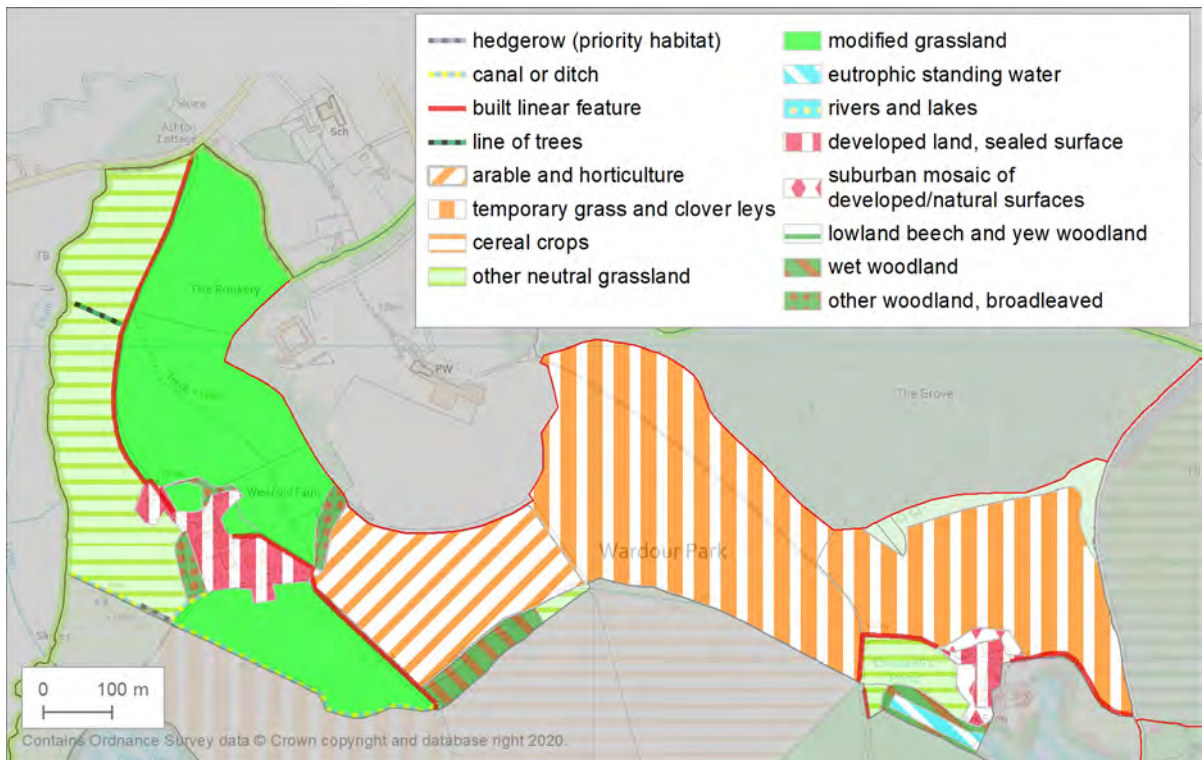 hedgerow (priority habitat)
canal or ditch
built linear feature
line of trees
arable and horticulture
temporary grass and clover leys
cereal crops
other neutral grassland
modified grassland
eutrophic standing water
rivers and lakes
developed land, sealed surface
suburban mosaic of
developed/natural surfaces
lowland beech and yew woodland
wet woodland
other woodland, broadleaved
Ashton
Cottage
Sch
FB
The Rookery
PW
The Grove
Wardour Park
0 100 m
Contains Ordnance Survey data © Crown copyright and database right 2020.